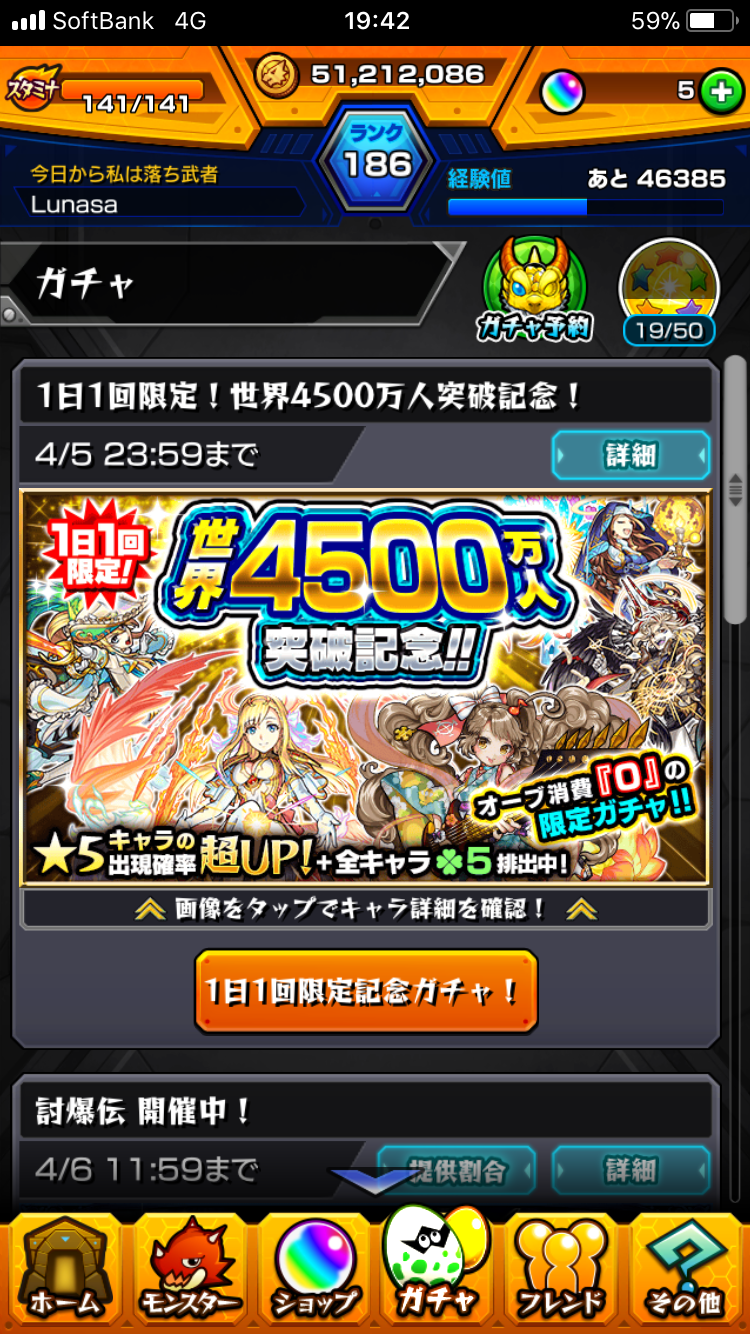 SoftBank 4G 19:42 59%
スタミナ 141/141
51,212,086
5
ランク
186
今日から私は落ち武者
Lunasa
経験値 あと 46385
ガチャ
ガチャ予約
19/50
1日1回限定!世界4500万人突破記念!
4/5 23:59まで
詳細
1日1回
限定!
世界4500万人
突破記念!!
オーブ消費『0』の
限定ガチャ!!
★5キャラの出現確率超UP!+全キャラ🍀5排出中!
画像をタップでキャラ詳細を確認!
1日1回限定記念ガチャ!
討爆伝 開催中!
4/6 11:59まで
提供割合
詳細
ホーム モンスター ショップ ガチャ フレンド その他